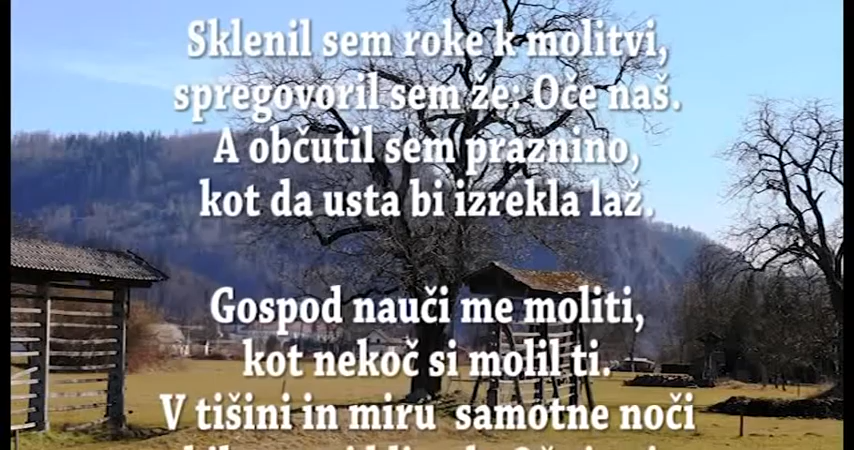 Sklenil sem roke k molitvi,
spregovoril sem že: Oče naš.
A občutil sem praznino,
kot da usta bi izrekla laž.
Gospod nauči me moliti,
kot nekoč si molil ti.
V tišini in miru samotne noči